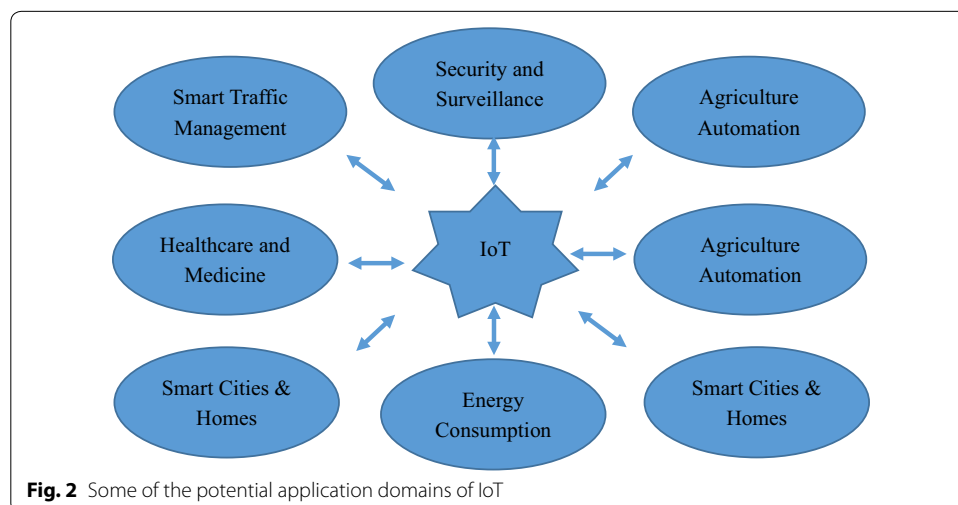 Security and
Surveillance
Smart Traffic
Management
Agriculture
Automation
Healthcare and
Medicine
IoT
Agriculture
Automation
Smart Cities &
Homes
Energy
Consumption
Smart Cities &
Homes
Fig. 2 Some of the potential application domains of IoT